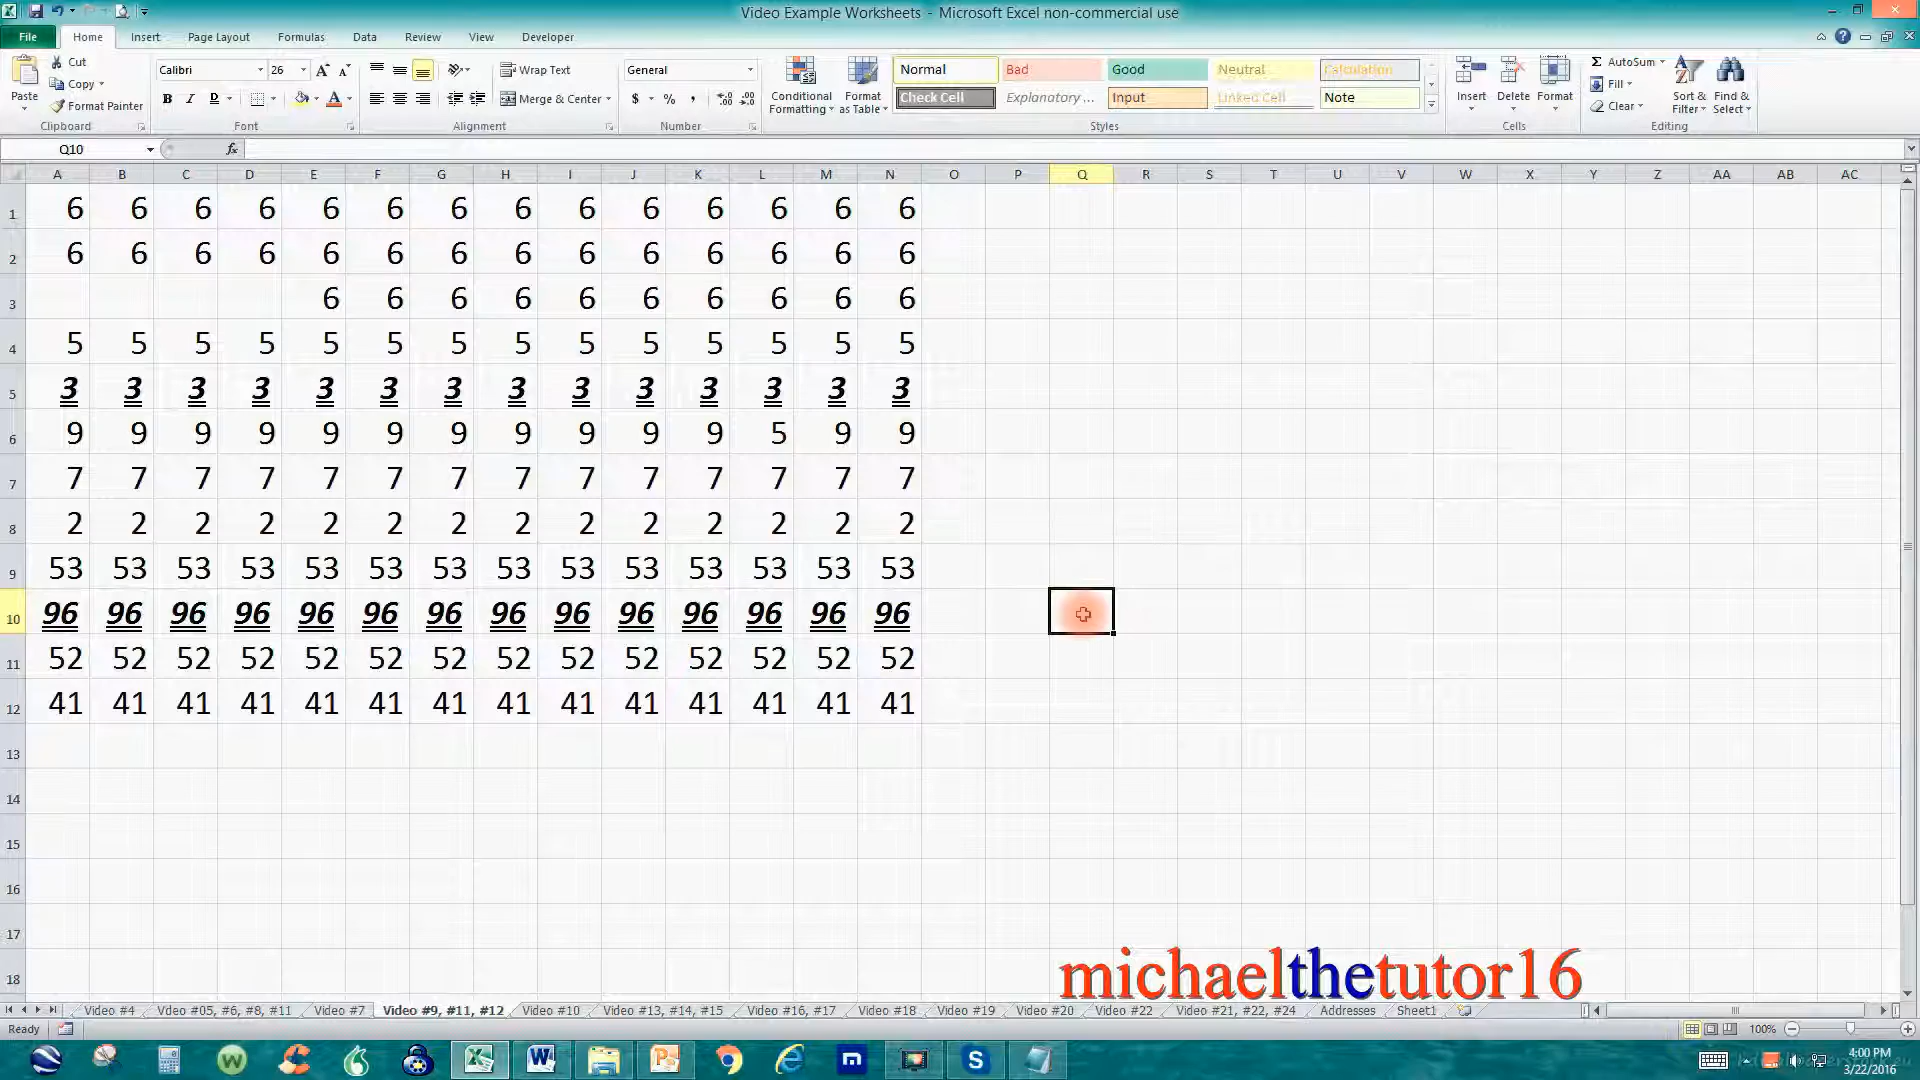 Video Example Worksheets - Microsoft Excel non-commercial use
File Home Insert Page Layout Formulas Data Review View Developer
Paste Cut Copy Format Painter Clipboard
Calibri 26 A A B I D A Font
Wrap Text Merge & Center Alignment
General $ % , Number
Conditional Formatting Format as Table
Normal Bad Good Neutral Calculation
Check Cell Explanatory ... Input Linked Cell Note
Styles
Insert Delete Format Cells
Σ AutoSum Fill Clear Sort & Filter Find & Select Editing
Q10 fx
A B C D E F G H I J K L M N O P Q R S T U V W X Y Z AA AB AC
1 6 6 6 6 6 6 6 6 6 6 6 6 6 6
2 6 6 6 6 6 6 6 6 6 6 6 6 6 6
3 6 6 6 6 6 6 6 6 6 6
4 5 5 5 5 5 5 5 5 5 5 5 5 5 5
5 3 3 3 3 3 3 3 3 3 3 3 3 3 3
6 9 9 9 9 9 9 9 9 9 9 9 5 9 9
7 7 7 7 7 7 7 7 7 7 7 7 7 7 7
8 2 2 2 2 2 2 2 2 2 2 2 2 2 2
9 53 53 53 53 53 53 53 53 53 53 53 53 53 53
10 96 96 96 96 96 96 96 96 96 96 96 96 96 96
11 52 52 52 52 52 52 52 52 52 52 52 52 52 52
12 41 41 41 41 41 41 41 41 41 41 41 41 41 41
13
14
15
16
17
18
michaelthetutor16
Video #4 Vdeo #05, #6, #8, #11 Video #7 Video #9, #11, #12 Video #10 Video #13, #14, #15 Video #16, #17 Video #18 Video #19 Video #20 Video #22 Video #21, #22, #24 Addresses Sheet1
Ready 100%
4:00 PM
3/22/2016